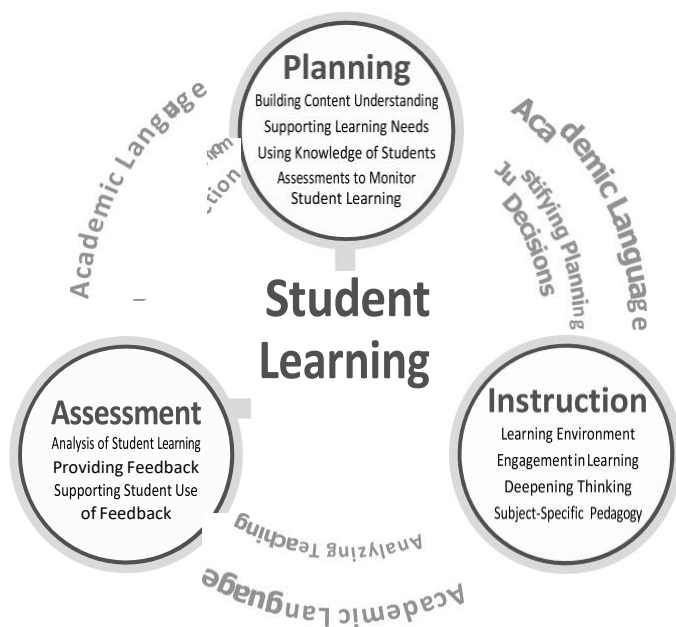 Planning
Building Content Understanding
Supporting Learning Needs
Using Knowledge of Students
Assessments to Monitor
Student Learning
Academic Language
Academic Language
Justifying Planning
Decisions
Student
Learning
Assessment
Analysis of Student Learning
Providing Feedback
Supporting Student Use
of Feedback
Instruction
Learning Environment
Engagement in Learning
Deepening Thinking
Subject-Specific Pedagogy
Analyzing Teaching
Academic Language